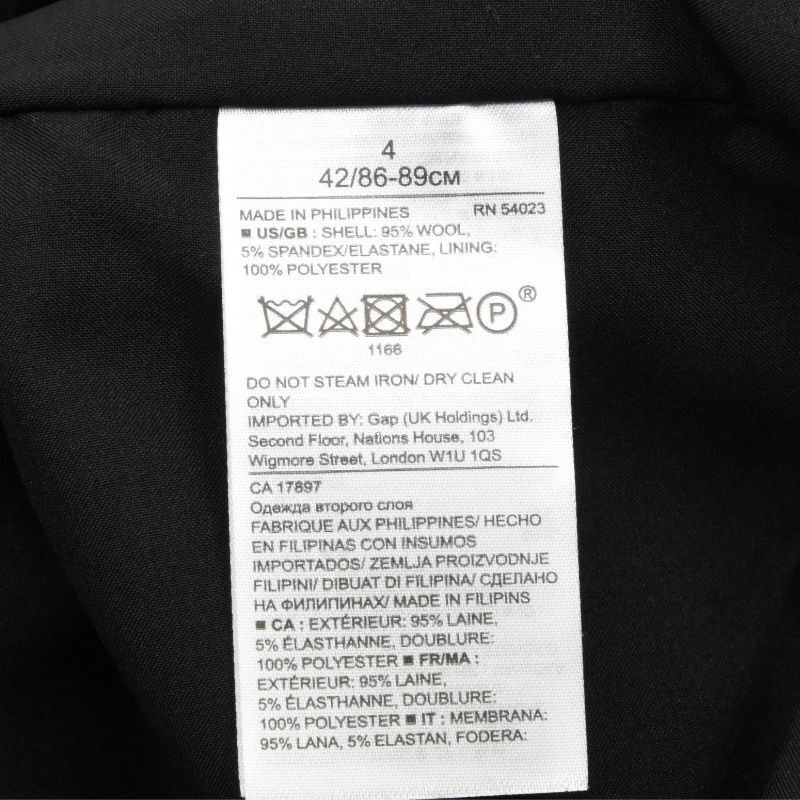 4
42/86-89см
MADE IN PHILIPPINES RN 54023
■ US/GB : SHELL: 95% WOOL,
5% SPANDEX/ELASTANE, LINING:
100% POLYESTER
P ®
1166
DO NOT STEAM IRON/ DRY CLEAN
ONLY
IMPORTED BY: Gap (UK Holdings) Ltd.
Second Floor, Nations House, 103
Wigmore Street, London W1U 1QS
CA 17897
Одежда второго слоя
FABRIQUE AUX PHILIPPINES/ HECHO
EN FILIPINAS CON INSUMOS
IMPORTADOS/ ZEMLJA PROIZVODNJE
FILIPINI/ DIBUAT DI FILIPINA/ СДЕЛАНО
НА ФИЛИПИНАХ/ MADE IN FILIPINS
■ CA : EXTÉRIEUR: 95% LAINE,
5% ÉLASTHANNE, DOUBLURE:
100% POLYESTER ■ FR/MA :
EXTÉRIEUR: 95% LAINE,
5% ÉLASTHANNE, DOUBLURE:
100% POLYESTER ■ IT : MEMBRANA:
95% LANA, 5% ELASTAN, FODERA: